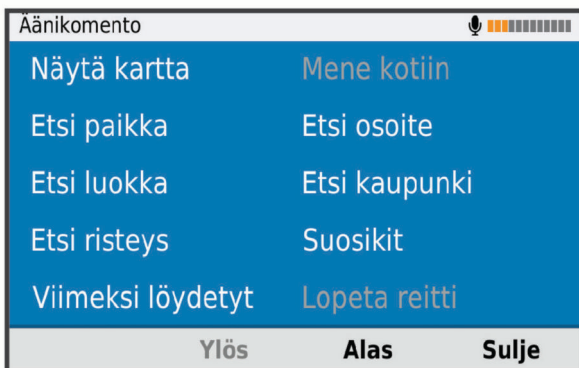 Äänikomento
Näytä kartta Mene kotiin
Etsi paikka Etsi osoite
Etsi luokka Etsi kaupunki
Etsi risteys Suosikit
Viimeksi löydetyt Lopeta reitti
Ylös Alas Sulje